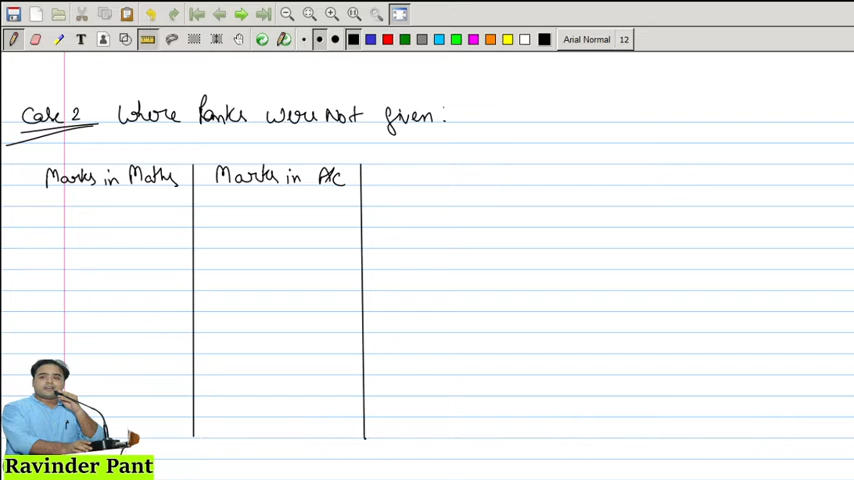 Arial Normal 12
Case 2 Where Ranks were Not given:
Marks in Maths Marks in A/C
Ravinder Pant